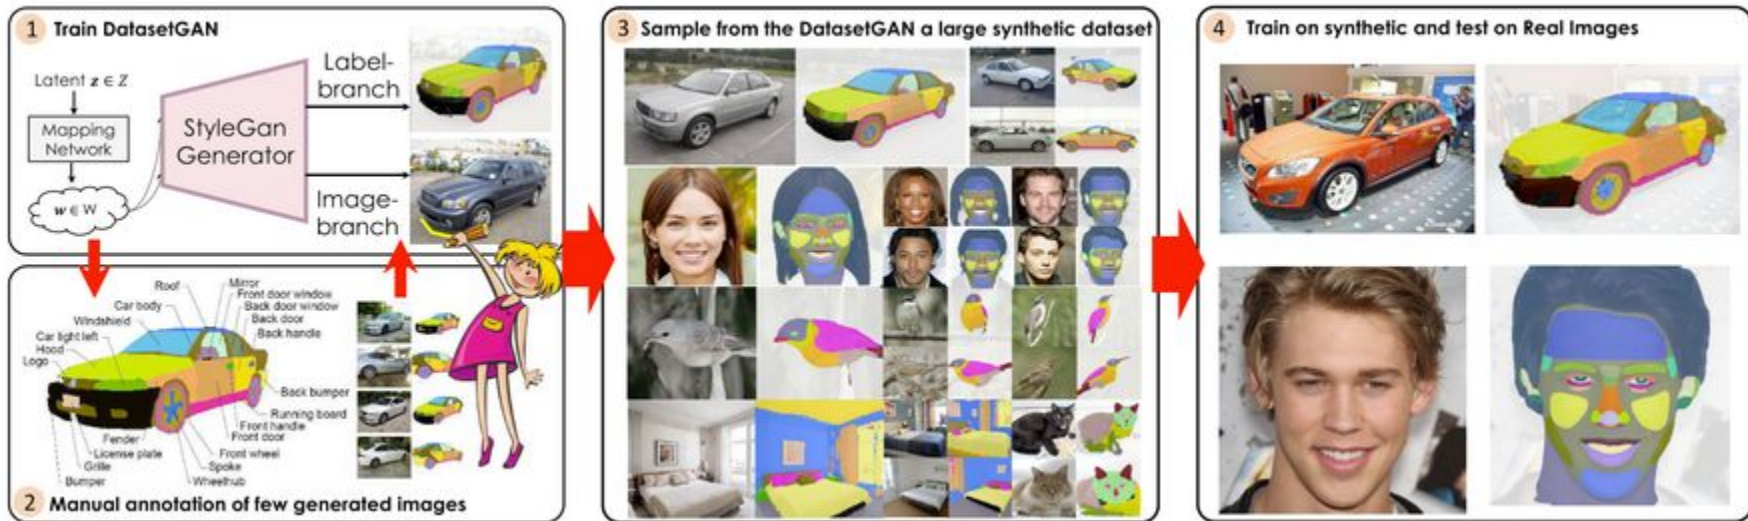 1 Train DatasetGAN
Latent z ∈ Z
Mapping
Network
w ∈ W
StyleGan
Generator
Label-
branch
Image-
branch
Roof
Mirror
Front door window
Car body
Back door window
Windshield
Back door
Back handle
Car light left
Hood
Logo
Back bumper
Running board
Front handle
Front door
Fender
Front wheel
License plate
Spoke
Grille
Wheelhub
Bumper
2 Manual annotation of few generated images
3 Sample from the DatasetGAN a large synthetic dataset
4 Train on synthetic and test on Real Images